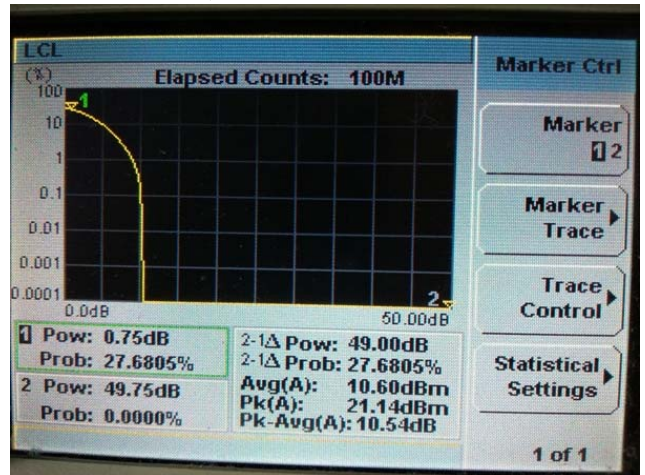 LCL
(%)
Elapsed Counts: 100M
100
1
10
1
0.1
0.01
0.001
0.0001
2
0.0dB
50.00dB
1 Pow: 0.75dB
Prob: 27.6805%
2 Pow: 49.75dB
Prob: 0.0000%
2-1Δ Pow: 49.00dB
2-1Δ Prob: 27.6805%
Avg(A): 10.60dBm
Pk(A): 21.14dBm
Pk-Avg(A): 10.54dB
Marker Ctrl
Marker
1 2
Marker
Trace
Trace
Control
Statistical
Settings
1 of 1